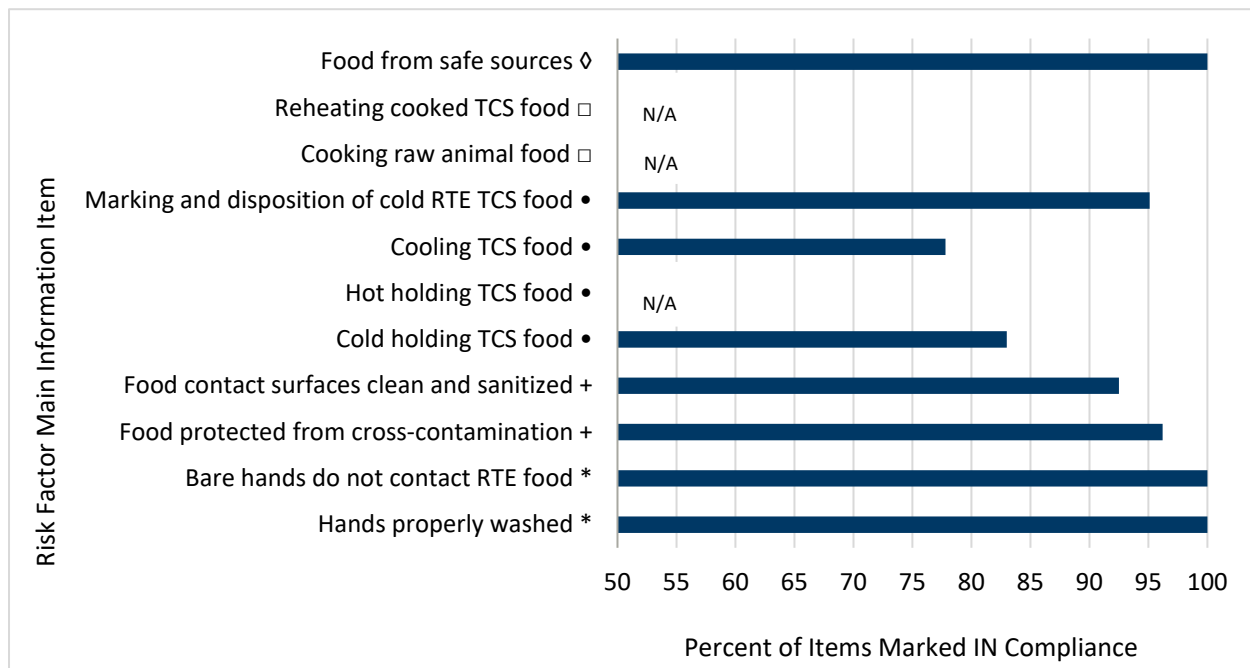 Food from safe sources ◊
Reheating cooked TCS food □
N/A
Cooking raw animal food □
N/A
Marking and disposition of cold RTE TCS food •
Cooling TCS food •
Hot holding TCS food •
N/A
Cold holding TCS food •
Food contact surfaces clean and sanitized +
Food protected from cross-contamination +
Bare hands do not contact RTE food *
Hands properly washed *
Risk Factor Main Information Item
50 55 60 65 70 75 80 85 90 95 100
Percent of Items Marked IN Compliance